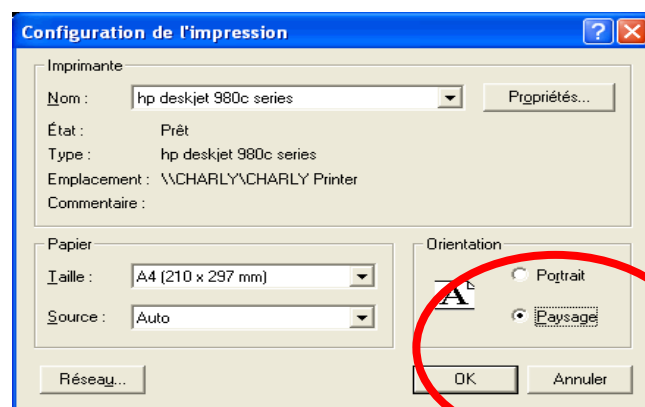 Configuration de l'impression
Imprimante
Nom : hp deskjet 980c series Propriétés...
État : Prêt
Type : hp deskjet 980c series
Emplacement : \\CHARLY\CHARLY Printer
Commentaire :
Papier
Taille : A4 (210 x 297 mm)
Source : Auto
Orientation
A
Portrait
Paysage
Réseau... OK Annuler